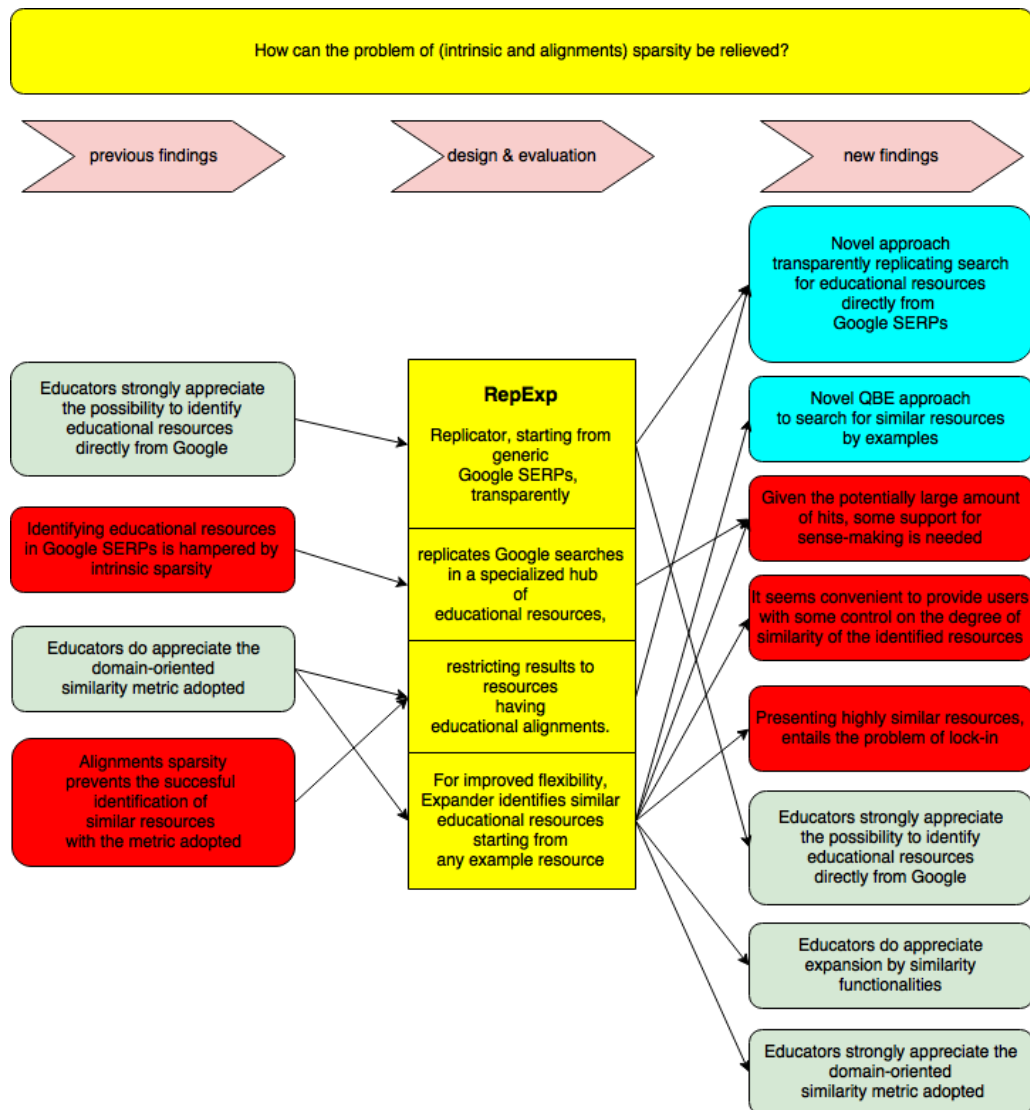 How can the problem of (intrinsic and alignments) sparsity be relieved?
previous findings
design & evaluation
new findings
Educators strongly appreciate
the possibility to identify
educational resources
directly from Google
Identifying educational resources
in Google SERPs is hampered by
intrinsic sparsity
Educators do appreciate the
domain-oriented
similarity metric adopted
Alignments sparsity
prevents the succesful
identification of
similar resources
with the metric adopted
RepExp
Replicator, starting from
generic
Google SERPs,
transparently
replicates Google searches
in a specialized hub
of
educational resources,
restricting results to
resources
having
educational alignments.
For improved flexibility,
Expander identifies similar
educational resources
starting from
any example resource
Novel approach
transparently replicating search
for educational resources
directly from
Google SERPs
Novel QBE approach
to search for similar resources
by examples
Given the potentially large amount
of hits, some support for
sense-making is needed
It seems convenient to provide users
with some control on the degree of
similarity of the identified resources
Presenting highly similar resources,
entails the problem of lock-in
Educators strongly appreciate
the possibility to identify
educational resources
directly from Google
Educators do appreciate
expansion by similarity
functionalities
Educators strongly appreciate the
domain-oriented
similarity metric adopted